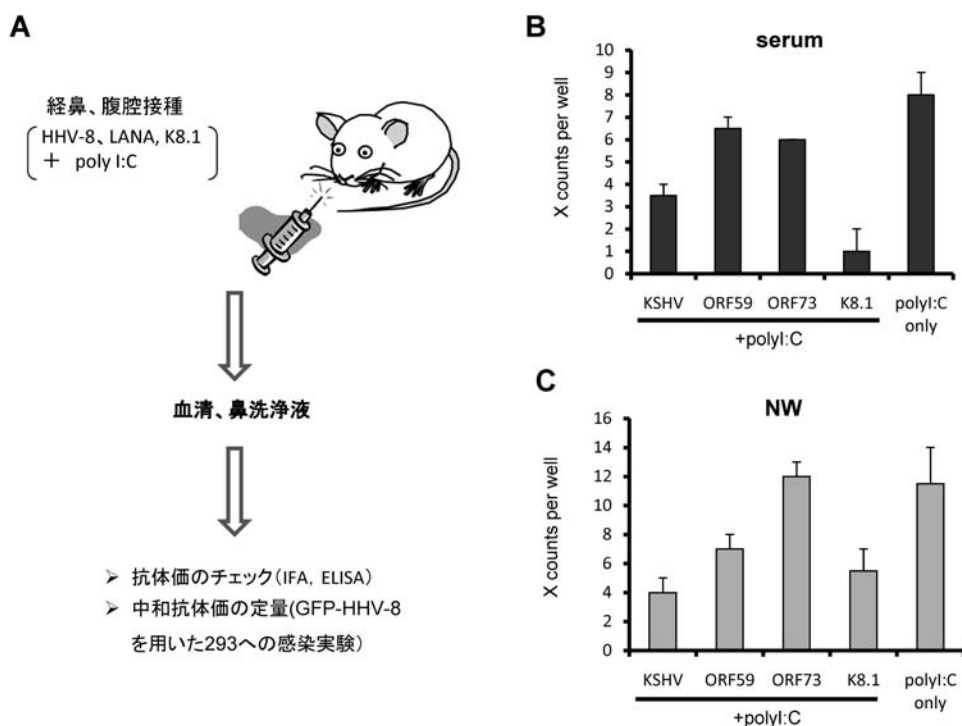 A
経鼻、腹腔接種
HHV-8、LANA, K8.1
＋ poly I:C
血清、鼻洗浄液
➢ 抗体価のチェック（IFA, ELISA）
➢ 中和抗体価の定量(GFP-HHV-8
を用いた293への感染実験）
B
serum
X counts per well
10
9
8
7
6
5
4
3
2
1
0
KSHV ORF59 ORF73 K8.1 polyI:C
only
+polyI:C
C
NW
X counts per well
16
14
12
10
8
6
4
2
0
KSHV ORF59 ORF73 K8.1 polyI:C
only
+polyI:C